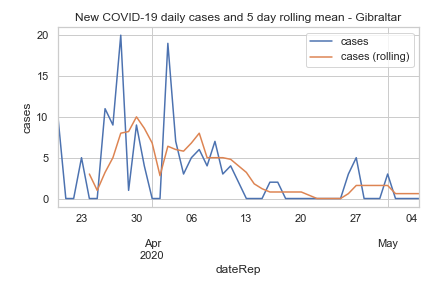 New COVID-19 daily cases and 5 day rolling mean - Gibraltar
cases
cases (rolling)
cases
20
15
10
5
0
23 30 06 13 20 27 04
Apr May
2020
dateRep